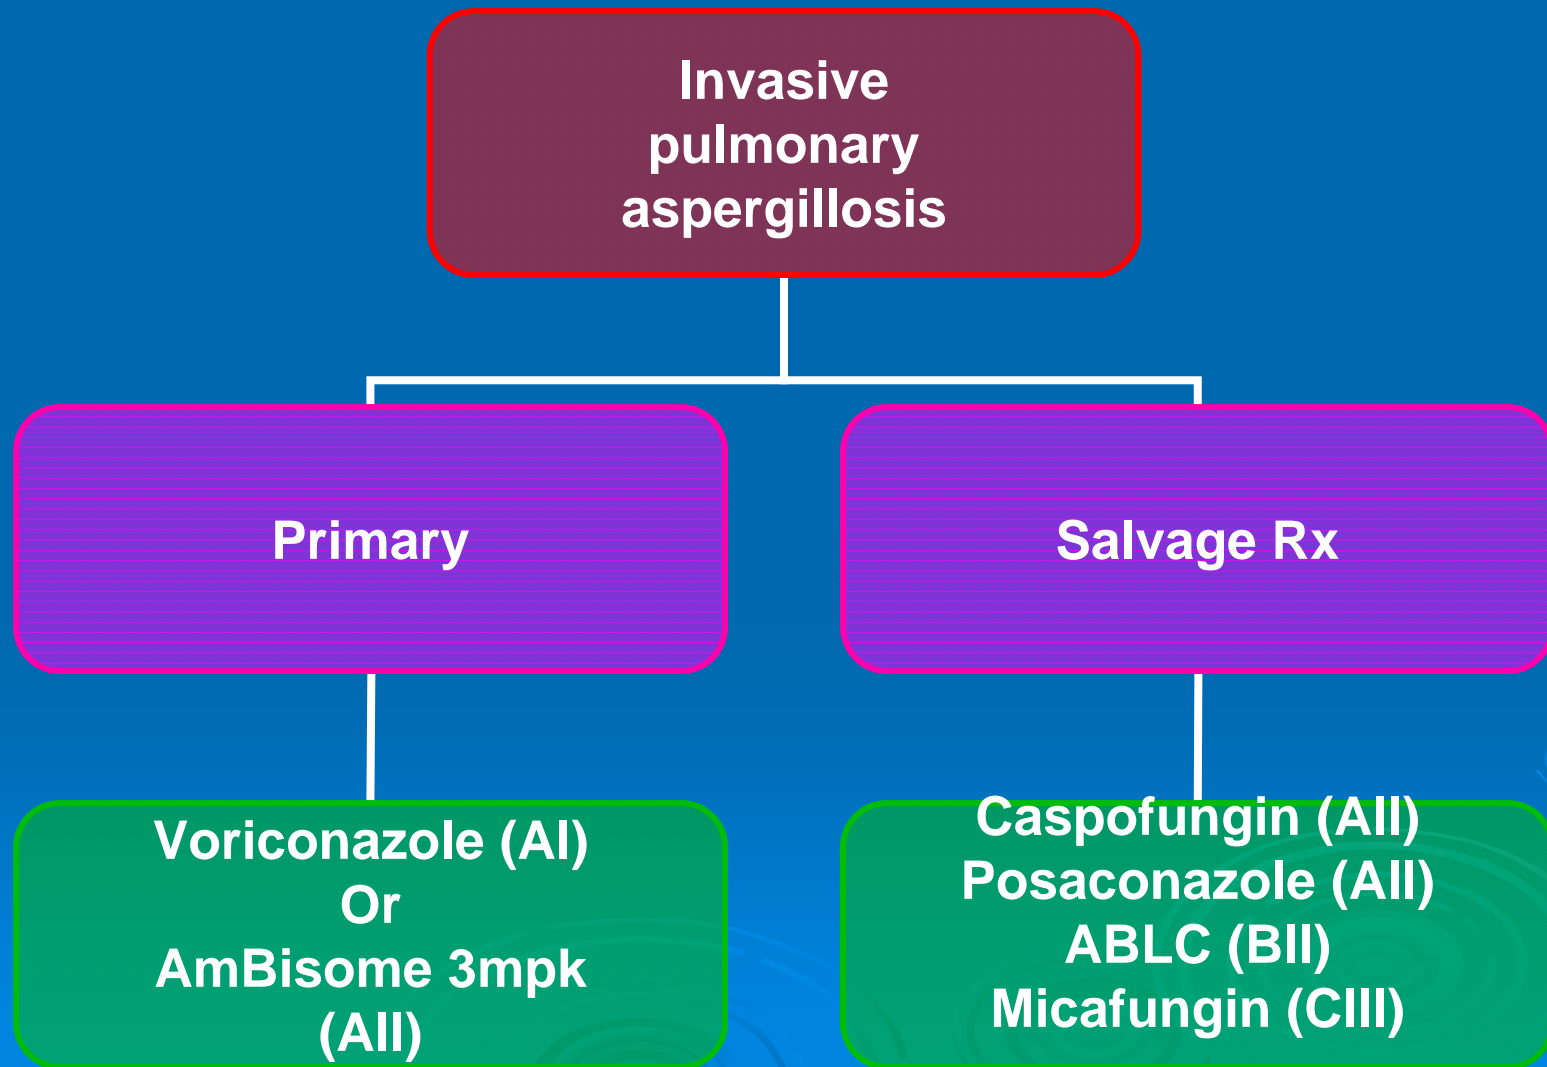 Invasive
pulmonary
aspergillosis
Primary
Salvage Rx
Voriconazole (AI)
Or
AmBisome 3mpk
(AII)
Caspofungin (AII)
Posaconazole (AII)
ABLC (BII)
Micafungin (CIII)